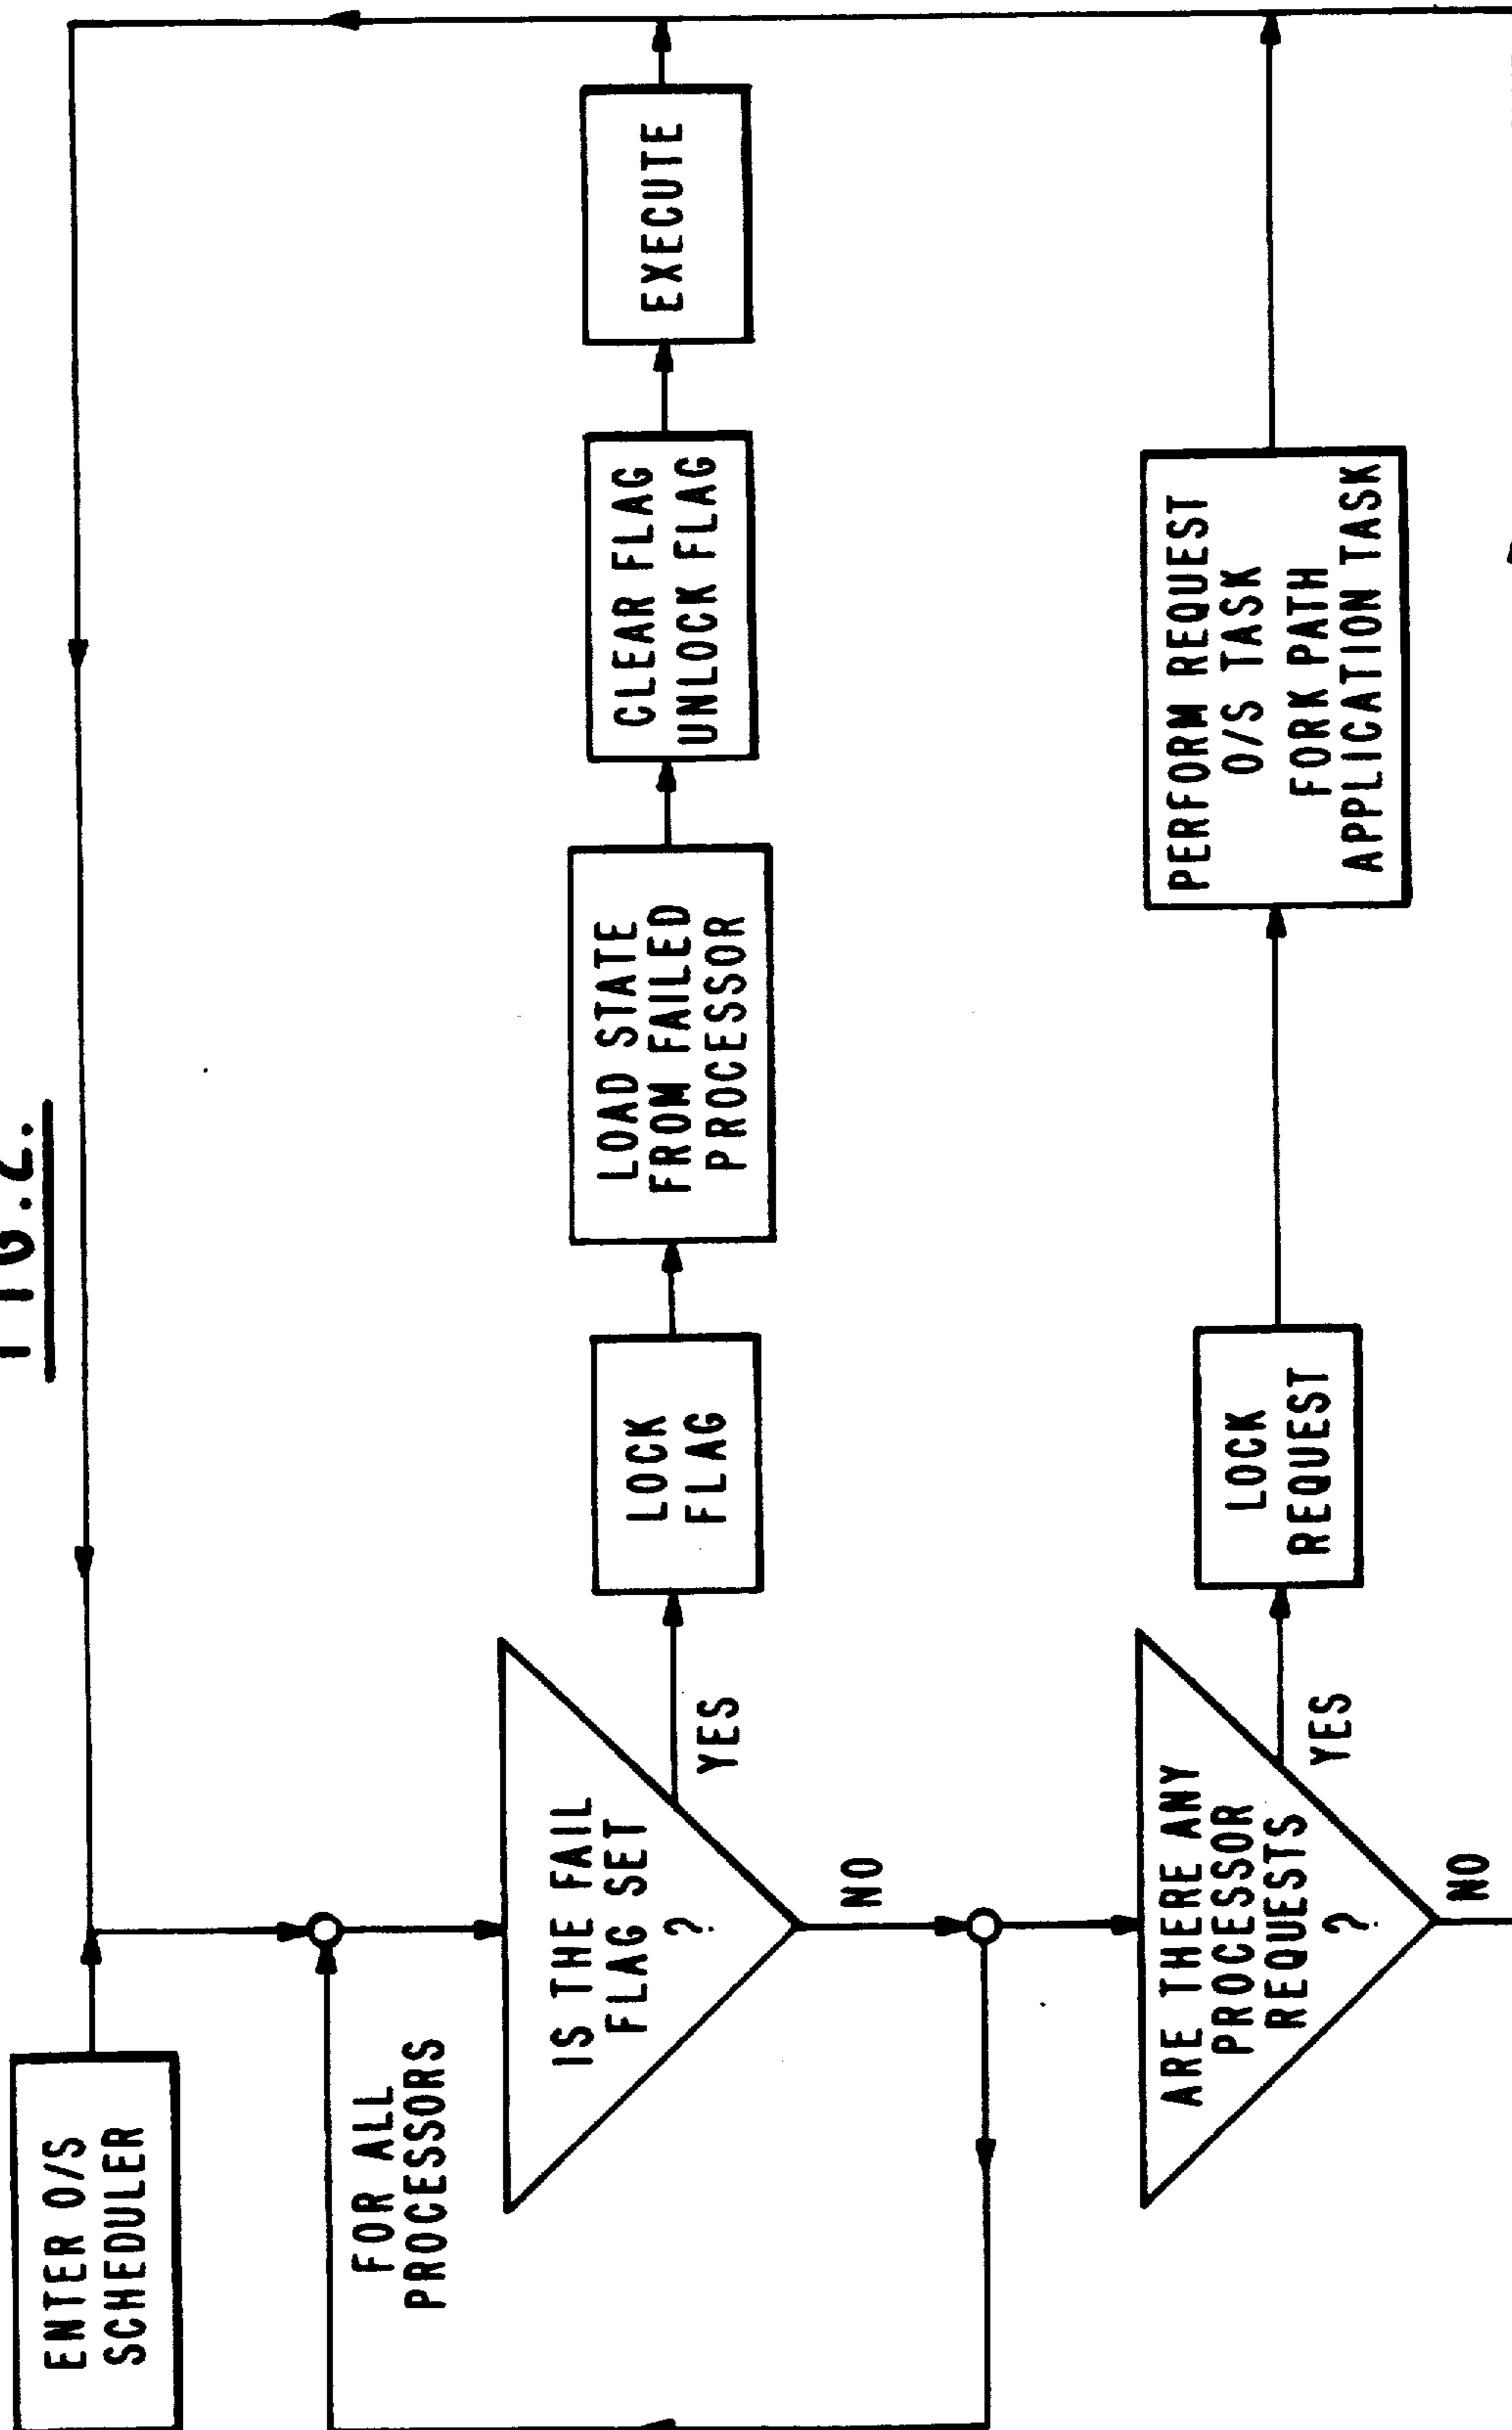 FIG.2.
ENTER O/S
SCHEDULER
FOR ALL
PROCESSORS
IS THE FAIL
FLAG SET
?
YES
NO
LOCK
FLAG
LOAD STATE
FROM FAILED
PROCESSOR
CLEAR FLAG
UNLOCK FLAG
EXECUTE
ARE THERE ANY
PROCESSOR
REQUESTS
?
YES
NO
LOCK
REQUEST
PERFORM REQUEST
O/S TASK
FORK PATH
APPLICATION TASK